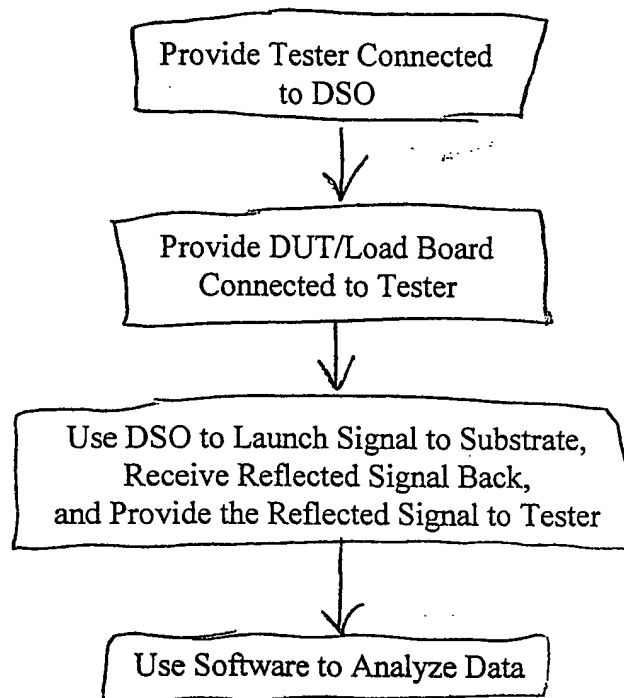 Provide Tester Connected
to DSO
Provide DUT/Load Board
Connected to Tester
Use DSO to Launch Signal to Substrate,
Receive Reflected Signal Back,
and Provide the Reflected Signal to Tester
Use Software to Analyze Data